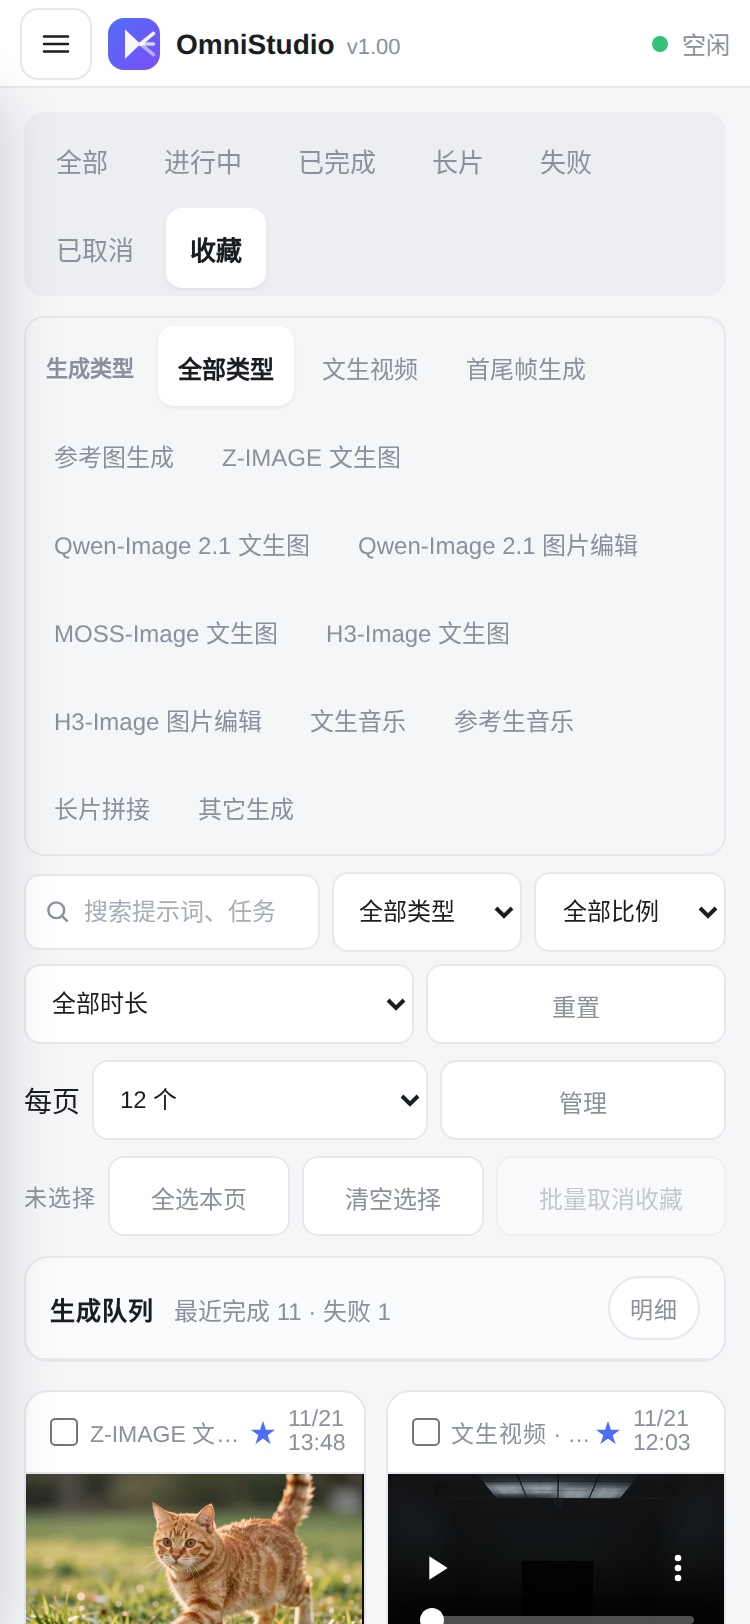 OmniStudio v1.00 空闲
全部 进行中 已完成 长片 失败
已取消 收藏
生成类型 全部类型 文生视频 首尾帧生成
参考图生成 Z-IMAGE 文生图
Qwen-Image 2.1 文生图 Qwen-Image 2.1 图片编辑
MOSS-Image 文生图 H3-Image 文生图
H3-Image 图片编辑 文生音乐 参考生音乐
长片拼接 其它生成
搜索提示词、任务 全部类型 全部比例
全部时长 重置
每页 12 个 管理
未选择 全选本页 清空选择 批量取消收藏
生成队列 最近完成 11 · 失败 1 明细
Z-IMAGE 文… ★ 11/21 13:48
文生视频 · … ★ 11/21 12:03